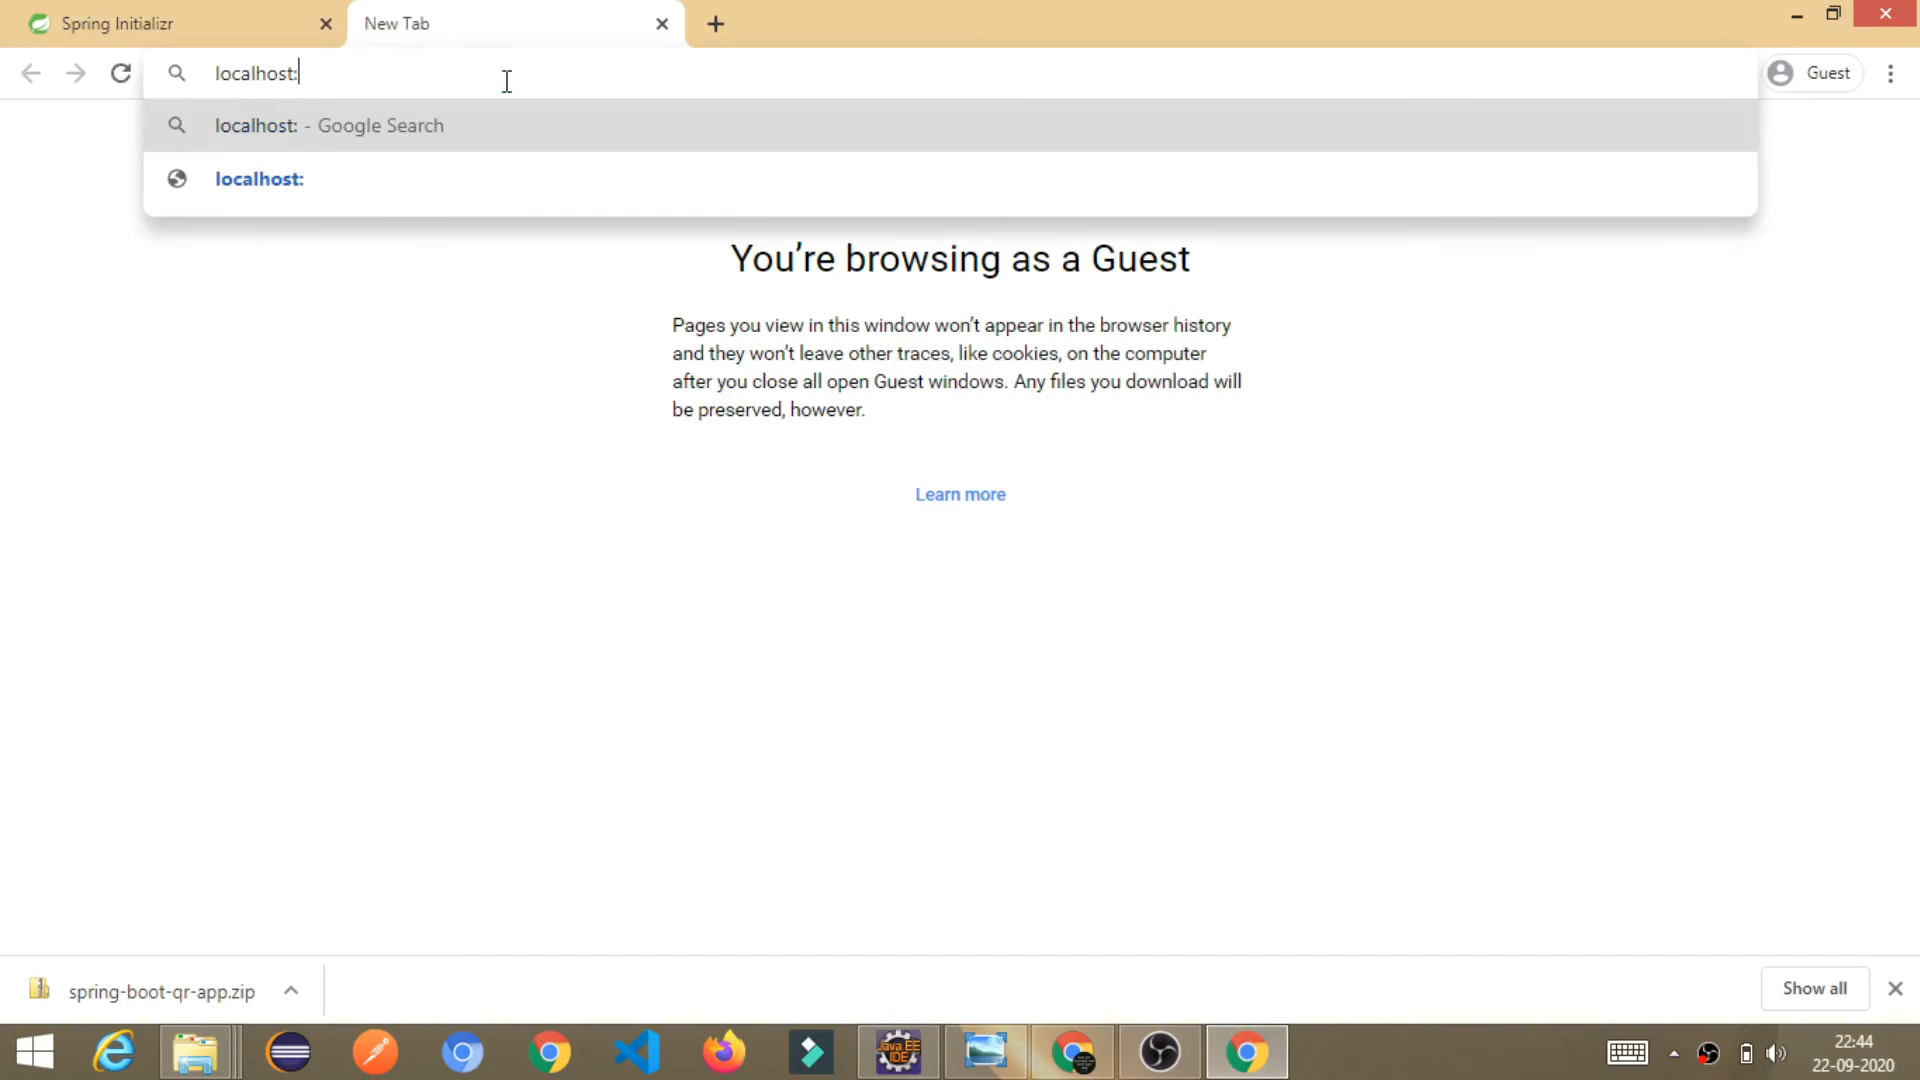 Spring Initializr
New Tab
localhost:
Guest
localhost: - Google Search
localhost:
You’re browsing as a Guest
Pages you view in this window won’t appear in the browser history
and they won’t leave other traces, like cookies, on the computer
after you close all open Guest windows. Any files you download will
be preserved, however.
Learn more
spring-boot-qr-app.zip
Show all
Java EE
IDE
22:44
22-09-2020